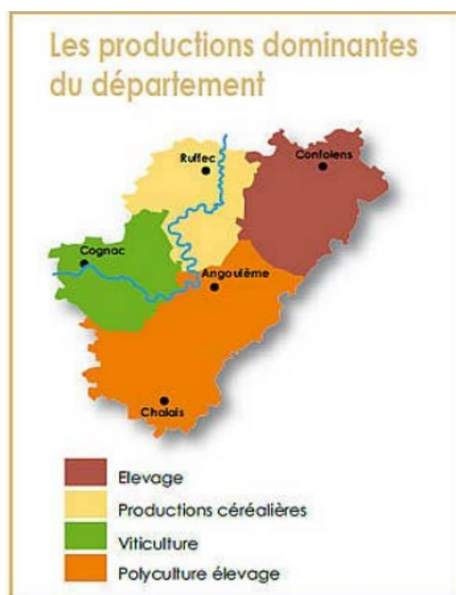 Les productions dominantes
du département
Ruffec
Confolens
Cognac
Angoulême
Chalais
Elevage
Productions céréalières
Viticulture
Polyculture élevage